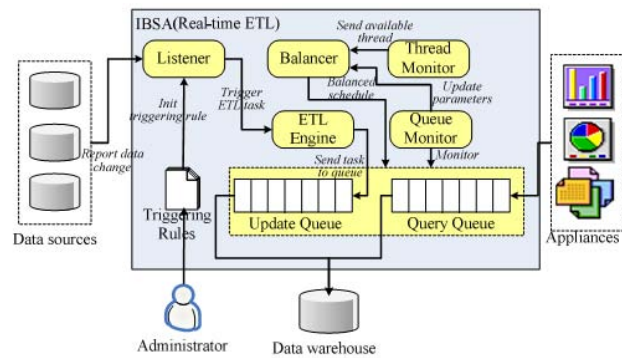 IBSA(Real-time ETL)
Send available
thread
Listener
Balancer
Thread
Monitor
Init
triggering rule
Trigger
ETL task
Balanced
schedule
Update
parameters
ETL
Engine
Queue
Monitor
Report data
change
Send task
to queue
Monitor
Triggering
Rules
Update Queue
Query Queue
Data sources
Appliances
Administrator
Data warehouse